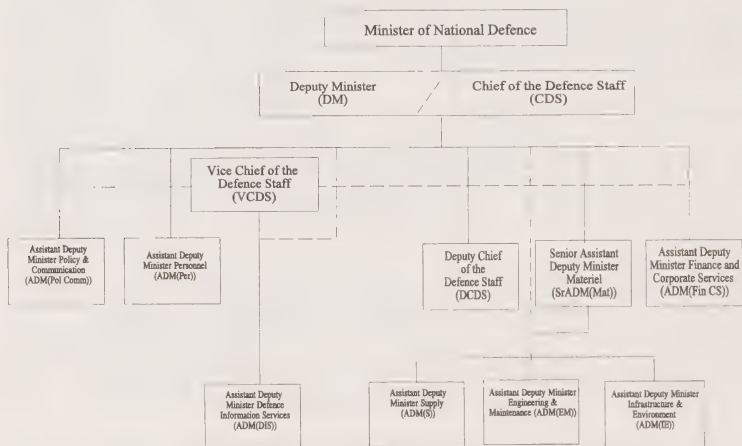 Minister of National Defence
Deputy Minister
(DM)
/
Chief of the Defence Staff
(CDS)
Vice Chief of the
Defence Staff
(VCDS)
Assistant Deputy
Minister Policy &
Communication
(ADM(Pol Comm))
Assistant Deputy
Minister Personnel
(ADM(Per))
Deputy Chief
of the
Defence Staff
(DCDS)
Senior Assistant
Deputy Minister
Materiel
(SrADM(Mat))
Assistant Deputy
Minister Finance and
Corporate Services
(ADM(Fin CS))
Assistant Deputy
Minister Defence
Information Services
(ADM(DIS))
Assistant Deputy
Minister Supply
(ADM(S))
Assistant Deputy Minister
Engineering &
Maintenance (ADM(EM))
Assistant Deputy Minister
Infrastructure &
Environment
(ADM(IE))